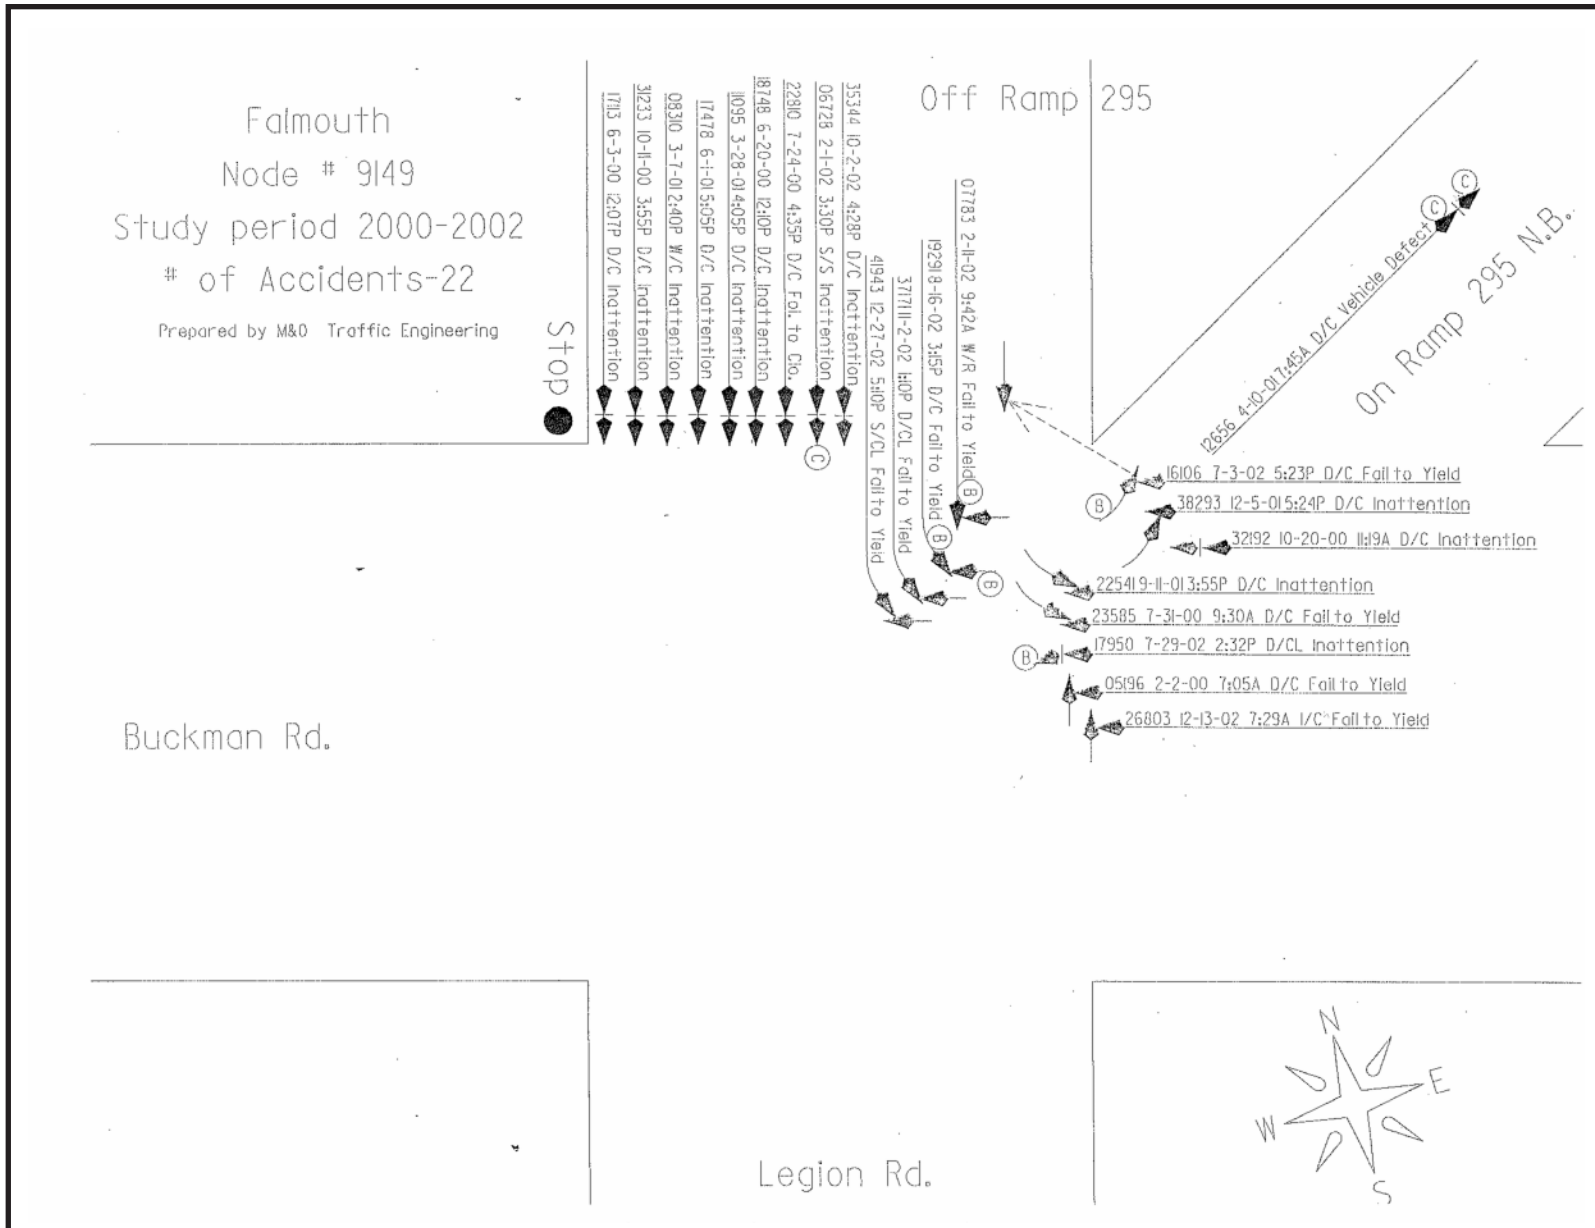 Falmouth
Node # 9149
Study period 2000-2002
# of Accidents-22
Prepared by M&O Traffic Engineering
Stop
17113 6-3-00 12:07P D/C Inattention
31233 10-11-00 3:55P D/C Inattention
08310 3-7-01 2:40P W/C Inattention
17478 6-1-01 5:05P D/C Inattention
11095 3-28-01 4:05P D/C Inattention
18748 6-20-00 12:10P D/C Inattention
22810 7-24-00 4:35P D/C Fol. to Clo.
06728 2-1-02 3:30P S/S Inattention
C
35344 10-2-02 4:28P D/C Inattention
41943 12-27-02 5:10P S/CL Fail to Yield
37171 11-2-02 1:10P D/CL Fail to Yield
19291 8-16-02 3:15P D/C Fail to Yield
B
B
07783 2-11-02 9:42A W/R Fail to Yield
B
Off Ramp 295
12656 4-10-01 7:45A D/C Vehicle Defect
C
C
On Ramp 295 N.B.
16106 7-3-02 5:23P D/C Fail to Yield
B
38293 12-5-01 5:24P D/C Inattention
32192 10-20-00 11:19A D/C Inattention
22541 9-11-01 3:55P D/C Inattention
23585 7-31-00 9:30A D/C Fail to Yield
B
17950 7-29-02 2:32P D/CL Inattention
05196 2-2-00 7:05A D/C Fail to Yield
26803 12-13-02 7:29A I/C Fail to Yield
Buckman Rd.
Legion Rd.
N
E
W
S